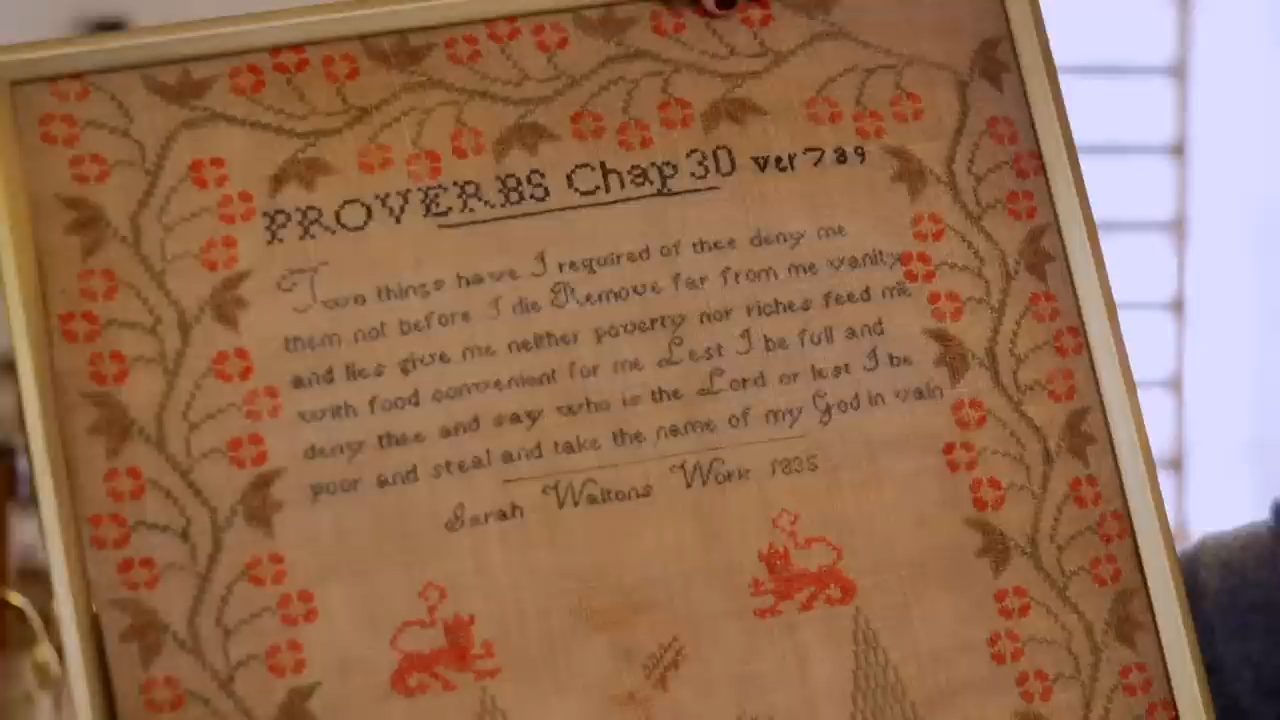 PROVERBS Chap 30 ver 7 8 9
Two things have I required of thee deny me
them not before I die Remove far from me vanity
and lies give me neither poverty nor riches feed me
with food convenient for me Lest I be full and
deny thee and say who is the Lord or lest I be
poor and steal and take the name of my God in vain
Sarah Waltons Work 1835